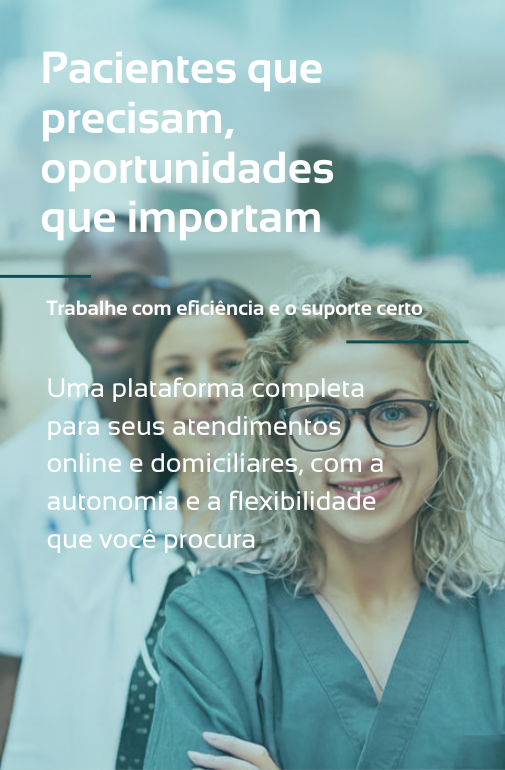 Pacientes que
precisam,
oportunidades
que importam
Trabalhe com eficiência e o suporte certo
Uma plataforma completa
para seus atendimentos
online e domiciliares, com a
autonomia e a flexibilidade
que você procura